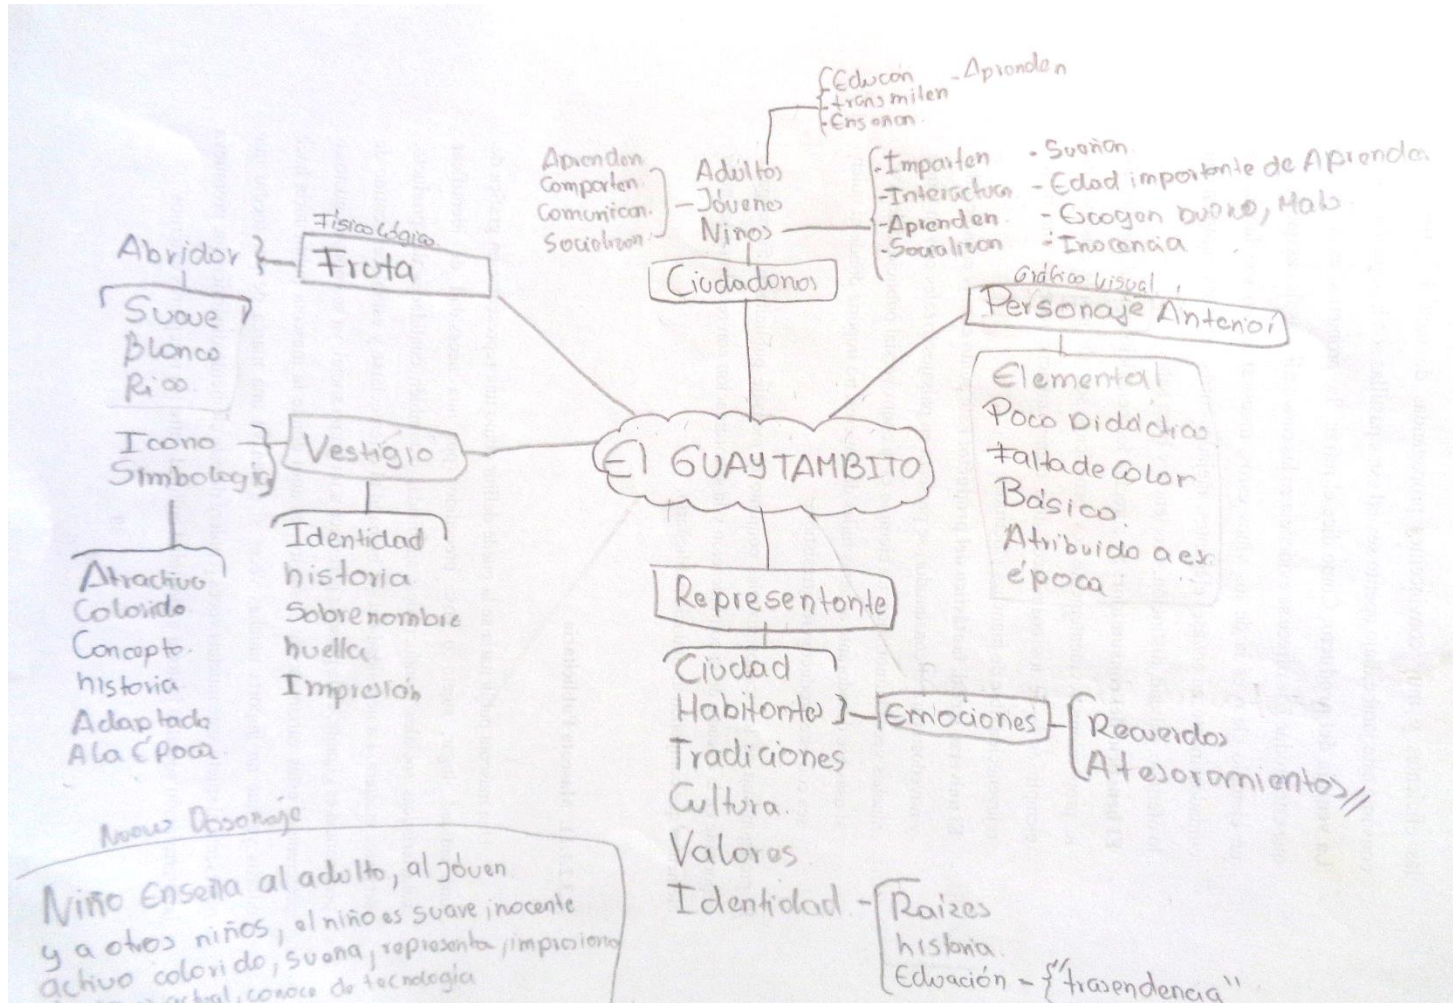 - Educan - Aprenden
- transmiten
- Enseñan.
Aprenden
Comparten
Comunican.
Socializan
Adultos
Jóvenes
Niños
- Imparten
- Interactuan
- Aprenden
- Socializan
- Sueñan
- Edad importante de Aprender
- Escogen bueno, Malo
- Inocencia
Ciudadanos
Fisicológico
Fruta
Abridor
Suave
Blanco
Rico
Gráfico Visual
Personaje Anterior
Elemental
Poco Didáctico
Falta de Color
Básico.
Atribuido a esa
época
El GUAYTAMBITO
Vestigio
Icono
Simbología
Identidad
historia
Sobrenombre
huella
Impresión
Atractivo
Colorido
Concepto.
historia
Adaptada
A la Época.
Representante
Ciudad
Habitantes
Tradiciones
Cultura.
Valores
Identidad -
Emociones
Recuerdos
Atesoramientos
Raizes
historia.
Educación - "trasendencia"
Nuevo Personaje
Niño Enseña al adulto, al Jóven
y a otros niños, el niño es suave, inocente
activo colorido, sueña, representa, impresiona
actual, conoce de tecnología